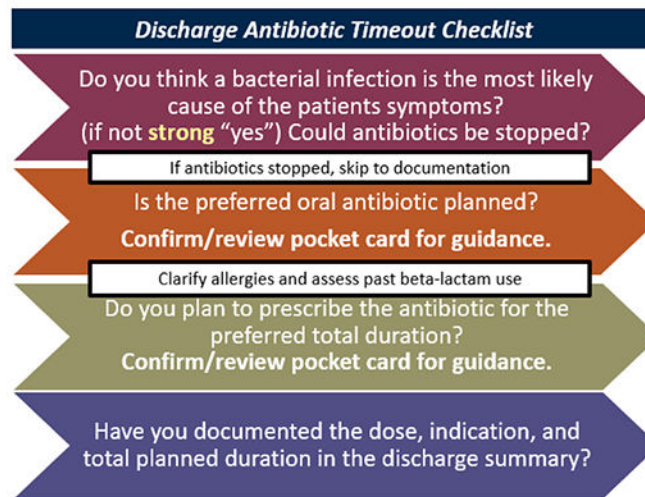 Discharge Antibiotic Timeout Checklist
Do you think a bacterial infection is the most likely
cause of the patients symptoms?
(if not strong “yes”) Could antibiotics be stopped?
If antibiotics stopped, skip to documentation
Is the preferred oral antibiotic planned?
Confirm/review pocket card for guidance.
Clarify allergies and assess past beta-lactam use
Do you plan to prescribe the antibiotic for the
preferred total duration?
Confirm/review pocket card for guidance.
Have you documented the dose, indication, and
total planned duration in the discharge summary?